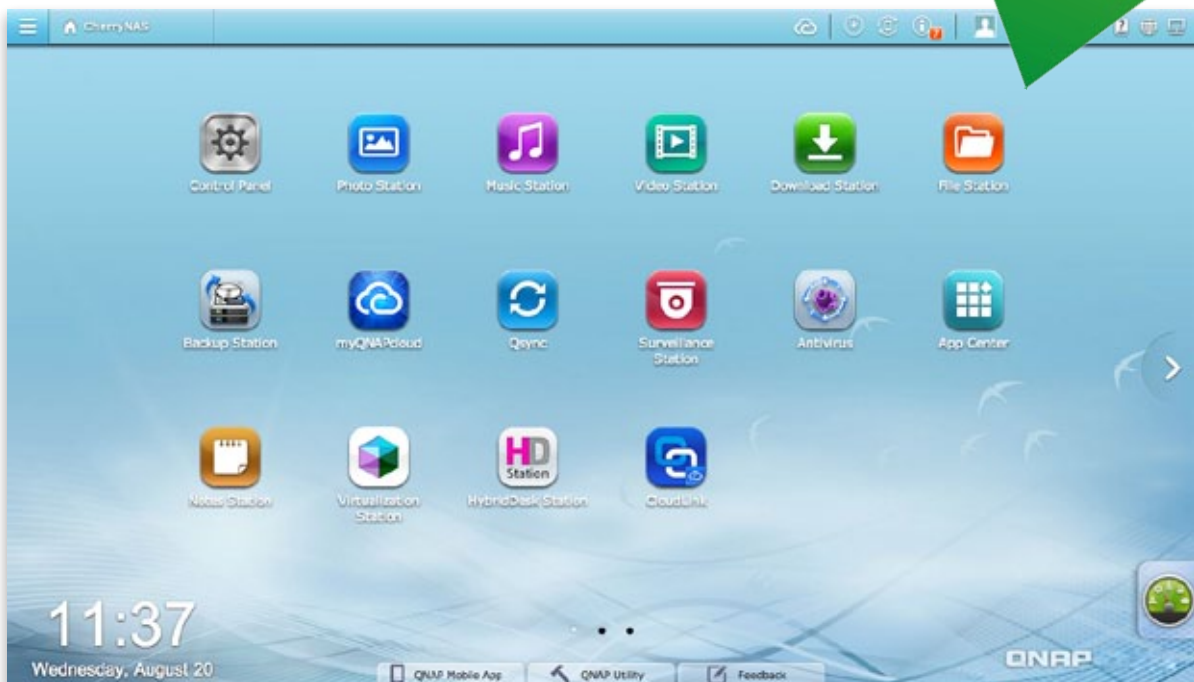 CherryNAS
Control Panel
Photo Station
Music Station
Video Station
Download Station
File Station
Backup Station
myQNAPcloud
Qsync
Surveillance
Station
Antivirus
App Center
Notes Station
Virtualization
Station
HD
Station
HybridDesk Station
CloudLink
11:37
Wednesday, August 20
QNAP Mobile App
QNAP Utility
Feedback
QNAP